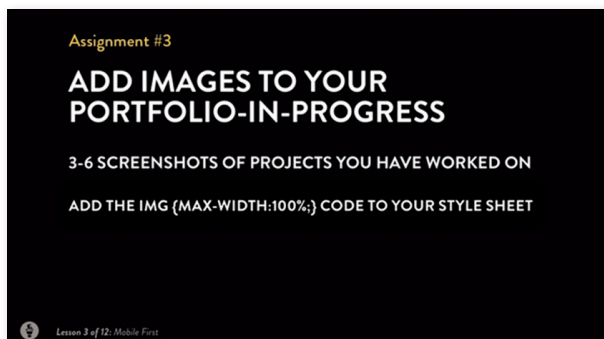 Assignment #3
ADD IMAGES TO YOUR
PORTFOLIO-IN-PROGRESS
3-6 SCREENSHOTS OF PROJECTS YOU HAVE WORKED ON
ADD THE IMG {MAX-WIDTH:100%;} CODE TO YOUR STYLE SHEET
Lesson 3 of 12: Mobile First